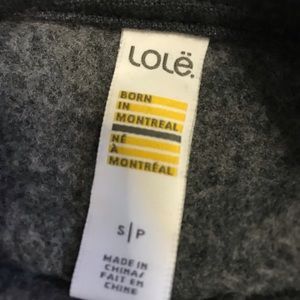 LOLË
BORN
IN
MONTREAL
NÉ
À
MONTRÉAL
S|P
MADE IN
CHINA/
FAIT EN
CHINE